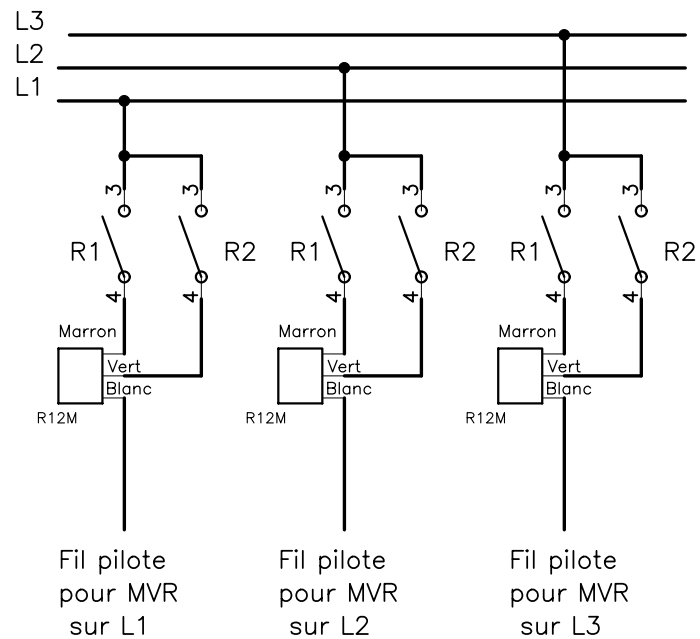 L3
L2
L1
3 3 3 3 3 3
R1 R2 R1 R2 R1 R2
4 4 4 4 4 4
Marron Marron Marron
Vert Vert Vert
Blanc Blanc Blanc
R12M R12M R12M
Fil pilote Fil pilote Fil pilote
pour MVR pour MVR pour MVR
sur L1 sur L2 sur L3